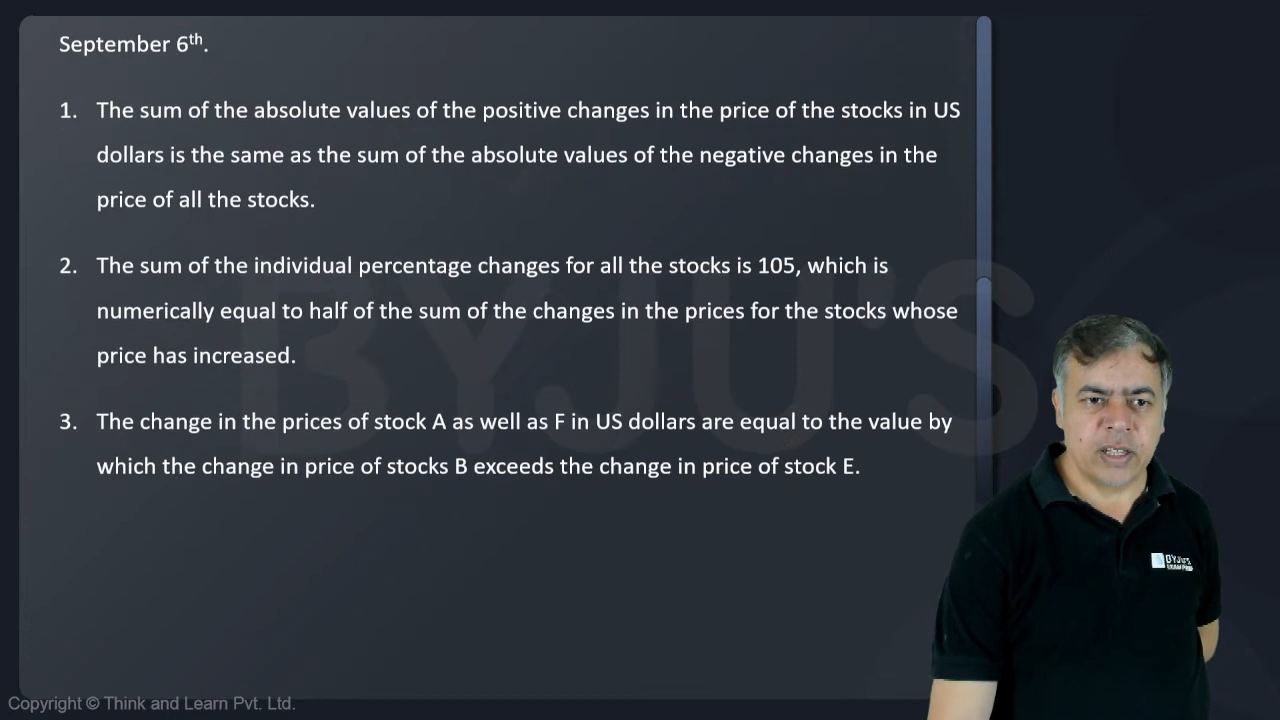 September 6th.
1. The sum of the absolute values of the positive changes in the price of the stocks in US
dollars is the same as the sum of the absolute values of the negative changes in the
price of all the stocks.
2. The sum of the individual percentage changes for all the stocks is 105, which is
numerically equal to half of the sum of the changes in the prices for the stocks whose
price has increased.
3. The change in the prices of stock A as well as F in US dollars are equal to the value by
which the change in price of stocks B exceeds the change in price of stock E.
BYJU'S
BYJU'S
Copyright © Think and Learn Pvt. Ltd.